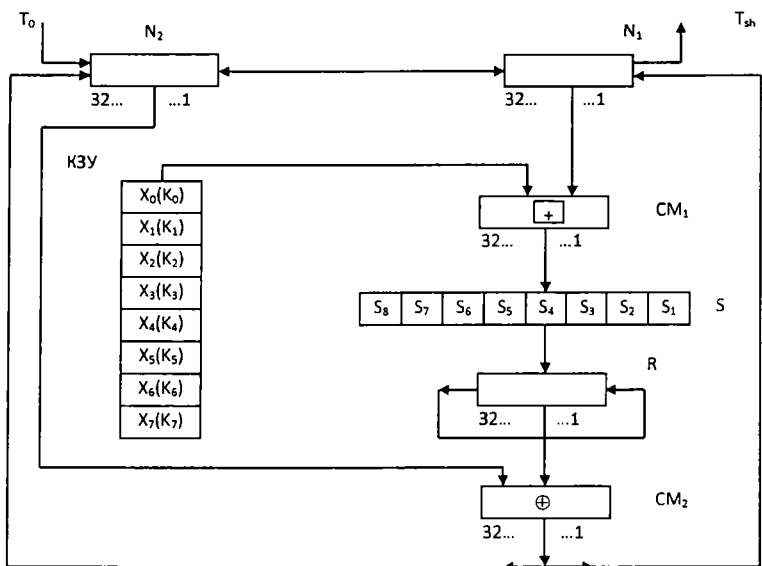 T₀ N₂ N₁ Tₛₕ
32... ...1 32... ...1
КЗУ
X₀(K₀)
X₁(K₁)
X₂(K₂)
X₃(K₃)
X₄(K₄)
X₅(K₅)
X₆(K₆)
X₇(K₇)
+ CM₁
32... ...1
S₈ S₇ S₆ S₅ S₄ S₃ S₂ S₁ S
R
32... ...1
⊕ CM₂
32... ...1